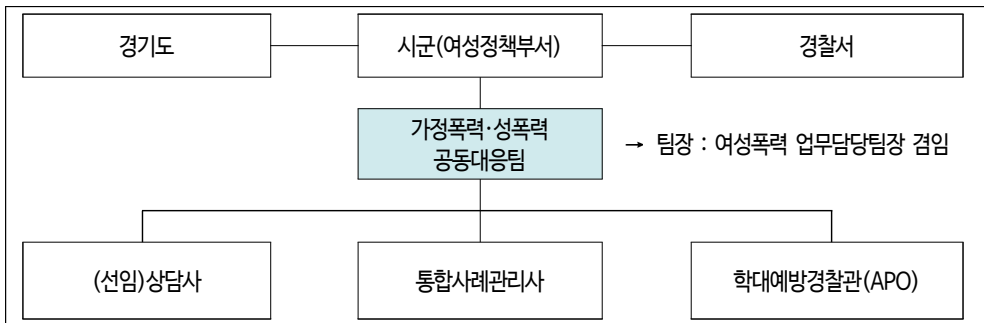 경기도
시군(여성정책부서)
경찰서
가정폭력·성폭력
공동대응팀
→ 팀장 : 여성폭력 업무담당팀장 겸임
(선임)상담사
통합사례관리사
학대예방경찰관(APO)